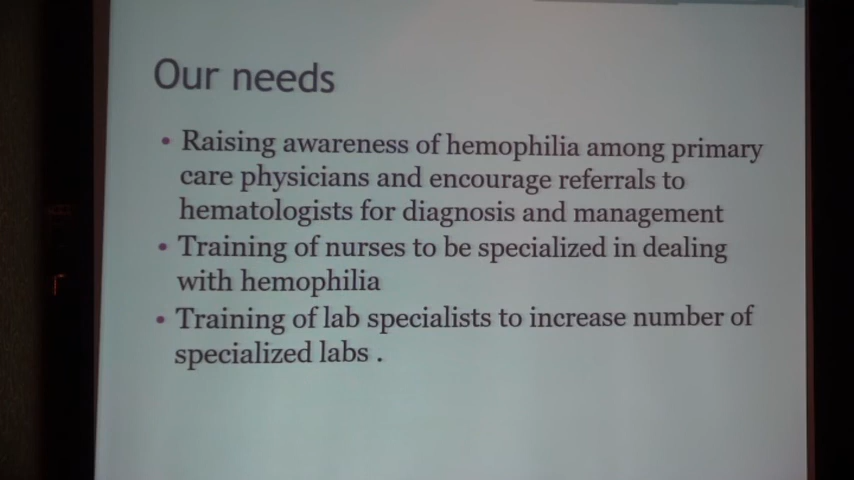 Our needs
• Raising awareness of hemophilia among primary
care physicians and encourage referrals to
hematologists for diagnosis and management
• Training of nurses to be specialized in dealing
with hemophilia
• Training of lab specialists to increase number of
specialized labs .